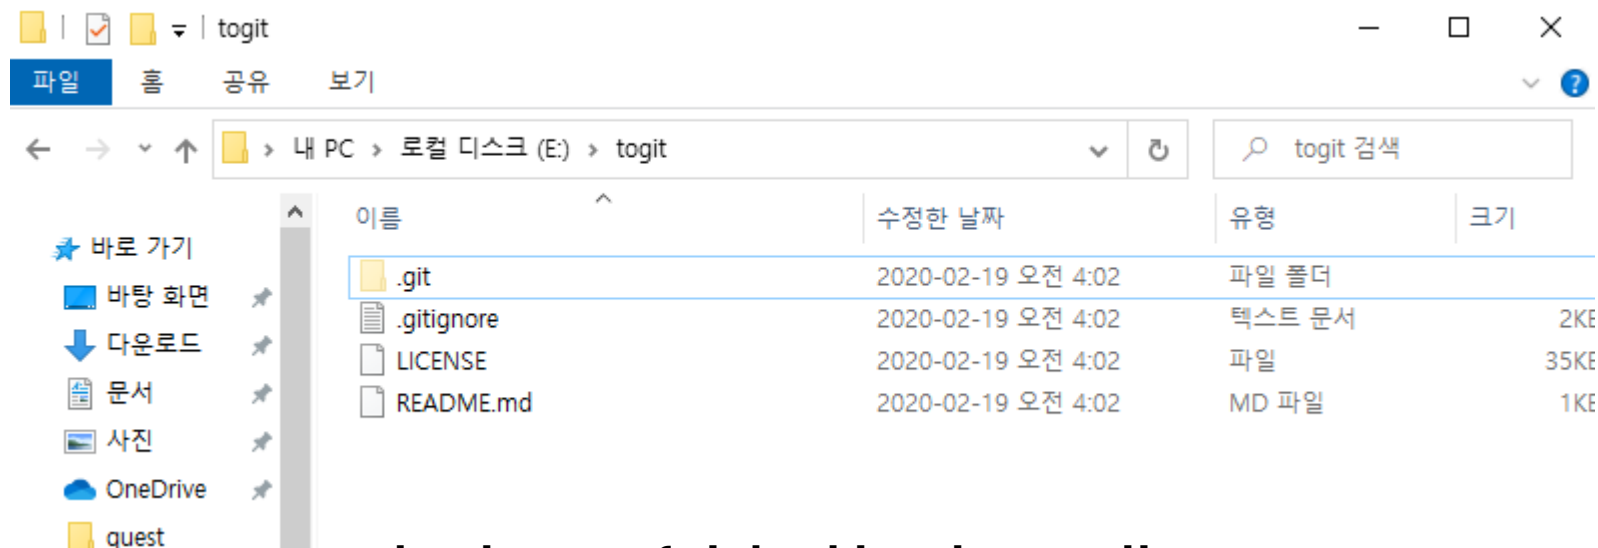 togit
파일 홈 공유 보기
내 PC › 로컬 디스크 (E:) › togit
togit 검색
이름 수정한 날짜 유형 크기
바로 가기
바탕 화면
다운로드
문서
사진
OneDrive
quest
.git 2020-02-19 오전 4:02 파일 폴더
.gitignore 2020-02-19 오전 4:02 텍스트 문서 2KB
LICENSE 2020-02-19 오전 4:02 파일 35KB
README.md 2020-02-19 오전 4:02 MD 파일 1KB